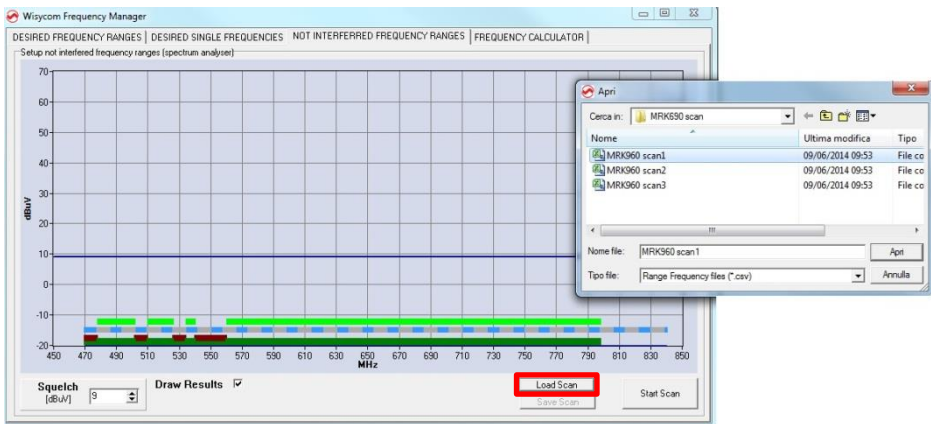 Wisycom Frequency Manager
DESIRED FREQUENCY RANGES DESIRED SINGLE FREQUENCIES NOT INTERFERRED FREQUENCY RANGES FREQUENCY CALCULATOR
Setup not interfered frequency ranges (spectrum analyser)
70
60
50
40
30
20
10
0
-10
-20
dBuV
450 470 490 510 530 550 570 590 610 630 650 670 690 710 730 750 770 790 810 830 850
MHz
Squelch
[dBuV]
9
Draw Results
Load Scan
Save Scan
Start Scan
Apri
Cerca in: MRK690 scan
Nome Ultima modifica Tipo
MRK960 scan1 09/06/2014 09:53 File co
MRK960 scan2 09/06/2014 09:53 File co
MRK960 scan3 09/06/2014 09:53 File co
Nome file: MRK960 scan1 Apri
Tipo file: Range Frequency files (*.csv) Annulla